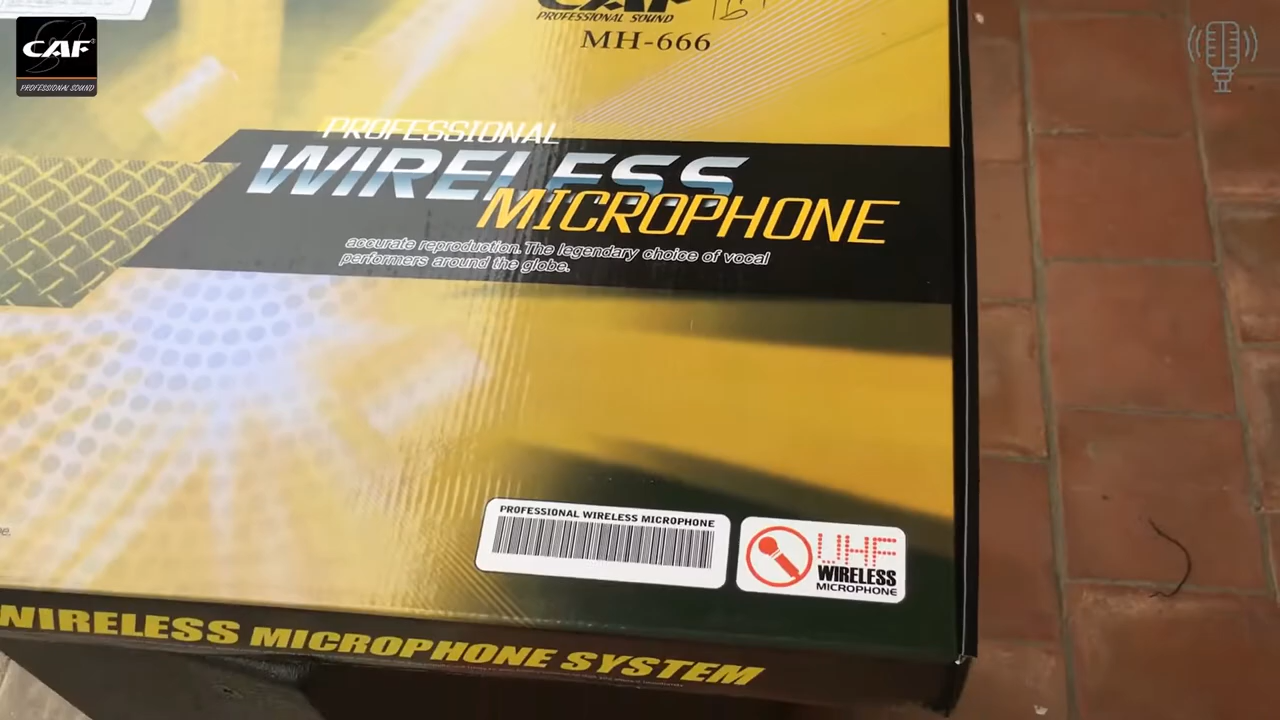 CAF
PROFESSIONAL SOUND
CAF
PROFESSIONAL SOUND
MH-666
PROFESSIONAL
WIRELESS
MICROPHONE
accurate reproduction. The legendary choice of vocal
performers around the globe.
PROFESSIONAL WIRELESS MICROPHONE
UHF
WIRELESS
MICROPHONE
WIRELESS MICROPHONE SYSTEM